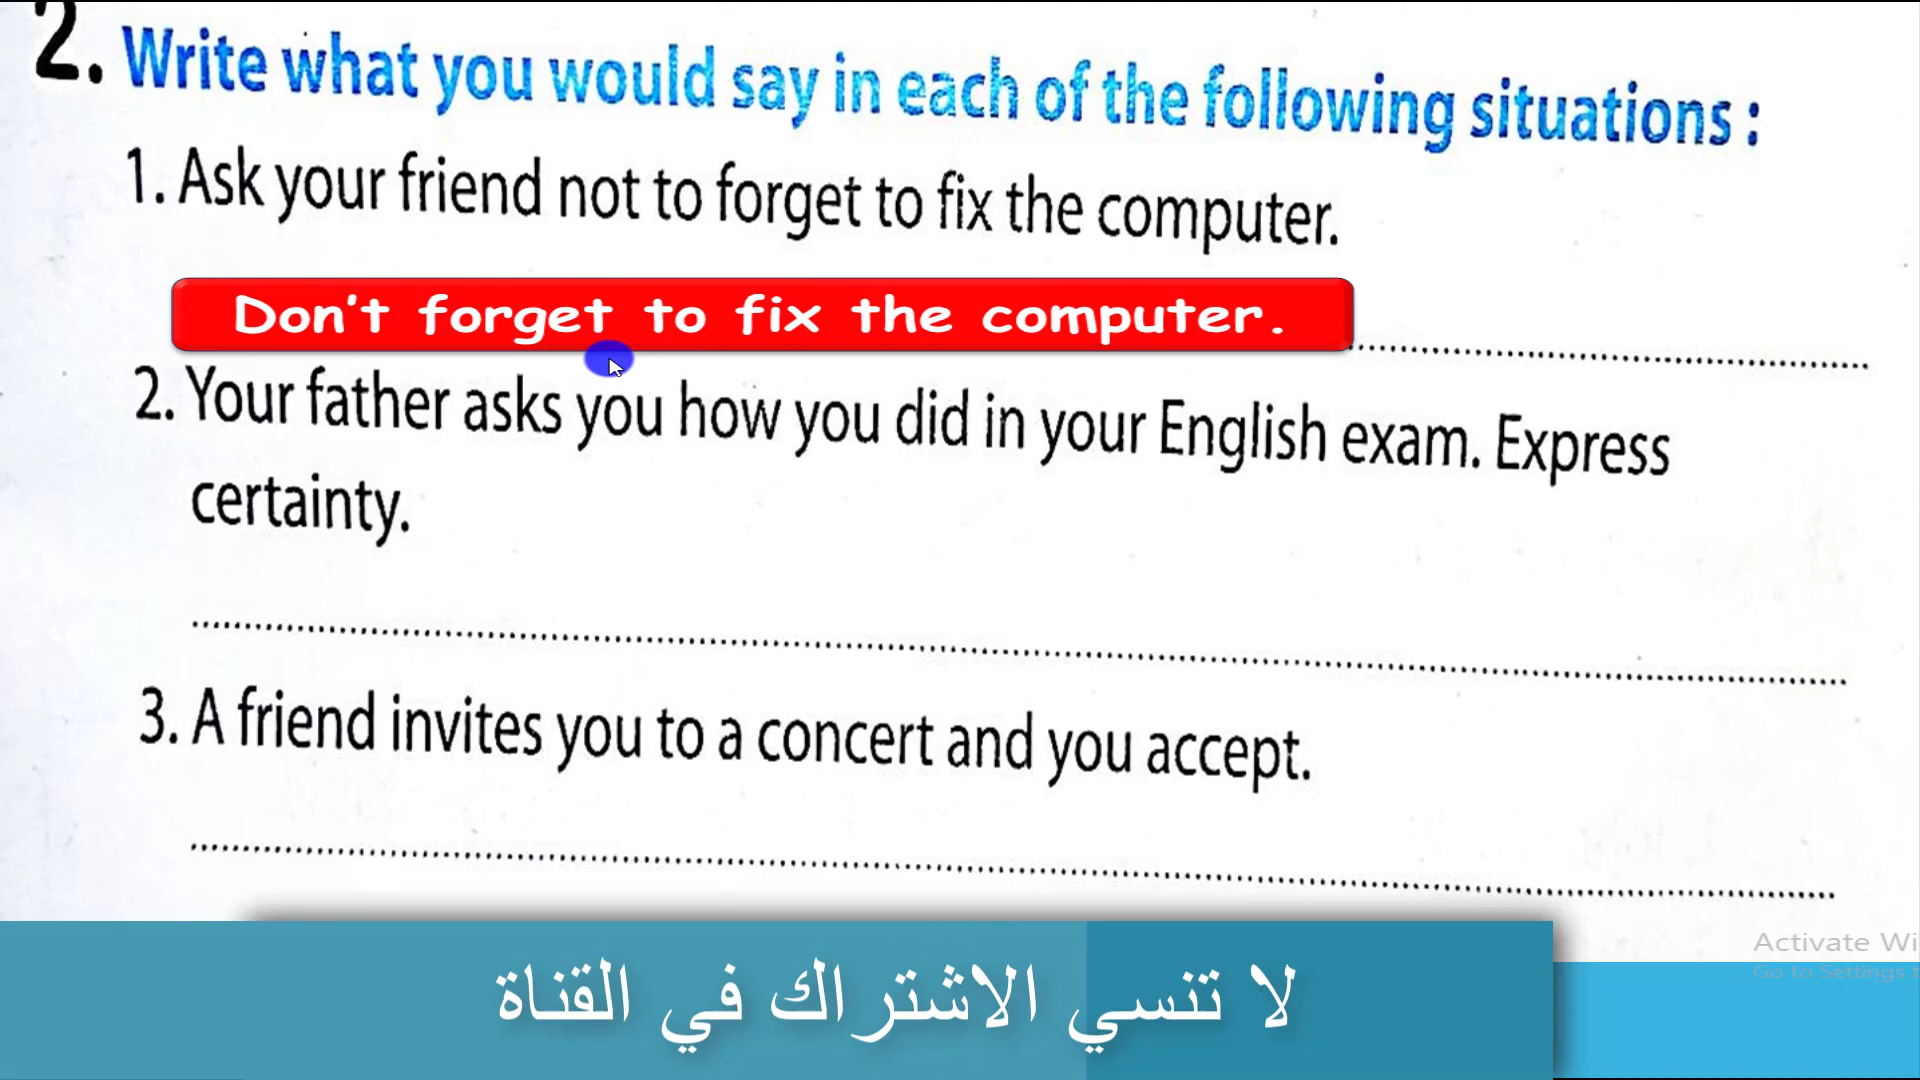 2. Write what you would say in each of the following situations :
1. Ask your friend not to forget to fix the computer.
Don't forget to fix the computer.
2. Your father asks you how you did in your English exam. Express
certainty.
3. A friend invites you to a concert and you accept.
Activate Wi
Go to Settings t
لا تنسي الاشتراك في القناة